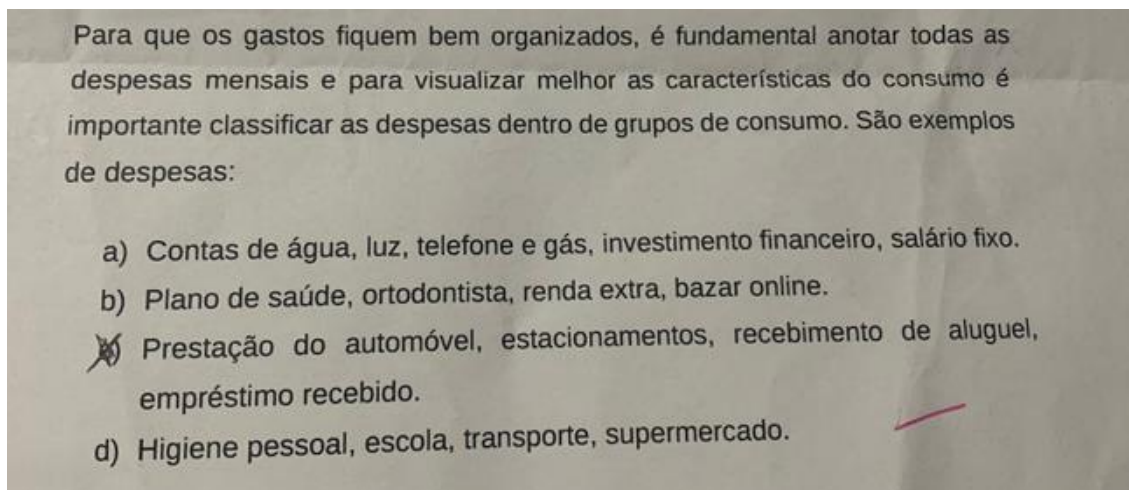 Para que os gastos fiquem bem organizados, é fundamental anotar todas as
despesas mensais e para visualizar melhor as características do consumo é
importante classificar as despesas dentro de grupos de consumo. São exemplos
de despesas:
a) Contas de água, luz, telefone e gás, investimento financeiro, salário fixo.
b) Plano de saúde, ortodontista, renda extra, bazar online.
Prestação do automóvel, estacionamentos, recebimento de aluguel,
empréstimo recebido.
d) Higiene pessoal, escola, transporte, supermercado.